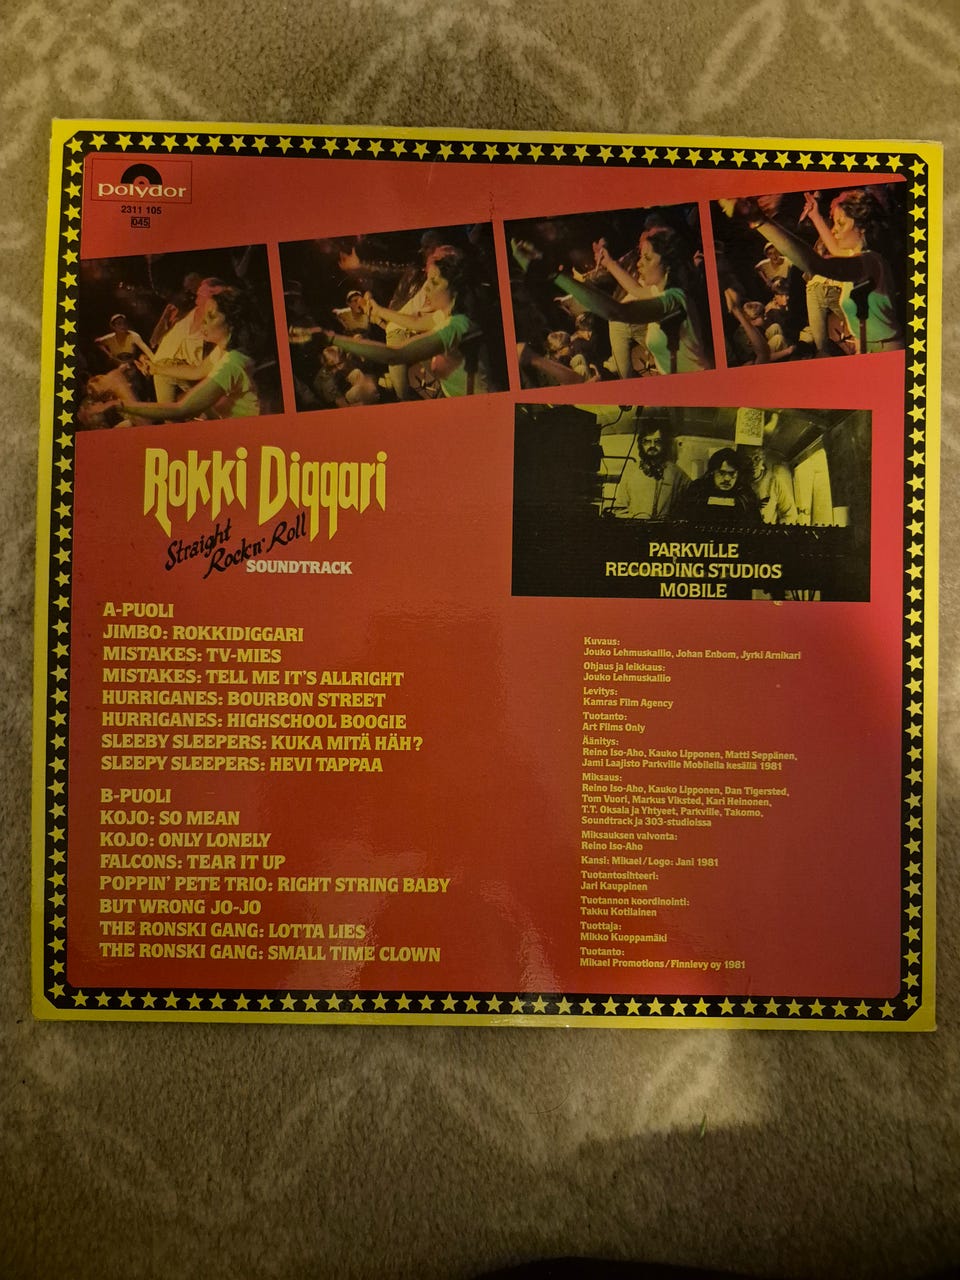 polydor
2311 105
045
Rokki Diggari
Straight
Rock n' Roll
SOUNDTRACK
PARKVILLE
RECORDING STUDIOS
MOBILE
A-PUOLI
JIMBO: ROKKIDIGGARI
MISTAKES: TV-MIES
MISTAKES: TELL ME IT'S ALLRIGHT
HURRIGANES: BOURBON STREET
HURRIGANES: HIGHSCHOOL BOOGIE
SLEEBY SLEEPERS: KUKA MITÄ HÄH?
SLEEPY SLEEPERS: HEVI TAPPAA
B-PUOLI
KOJO: SO MEAN
KOJO: ONLY LONELY
FALCONS: TEAR IT UP
POPPIN' PETE TRIO: RIGHT STRING BABY
BUT WRONG JO-JO
THE RONSKI GANG: LOTTA LIES
THE RONSKI GANG: SMALL TIME CLOWN
Kuvaus:
Jouko Lehmuskallio, Johan Enbom, Jyrki Arnikari
Ohjaus ja leikkaus:
Jouko Lehmuskallio
Levitys:
Kamras Film Agency
Tuotanto:
Art Films Only
Äänitys:
Reino Iso-Aho, Kauko Lipponen, Matti Seppänen,
Jami Laajisto Parkville Mobilella kesällä 1981
Miksaus:
Reino Iso-Aho, Kauko Lipponen, Dan Tigersted,
Tom Vuori, Markus Viksted, Kari Heinonen,
T.T. Oksala ja Yhtyeet, Parkville, Takomo,
Soundtrack ja 303-studioissa
Miksauksen valvonta:
Reino Iso-Aho
Kansi: Mikael/Logo: Jani 1981
Tuotantosihteeri:
Jari Kauppinen
Tuotannon koordinointi:
Takku Kotilainen
Tuottaja:
Mikko Kuoppamäki
Tuotanto:
Mikael Promotions/Finnlevy oy 1981